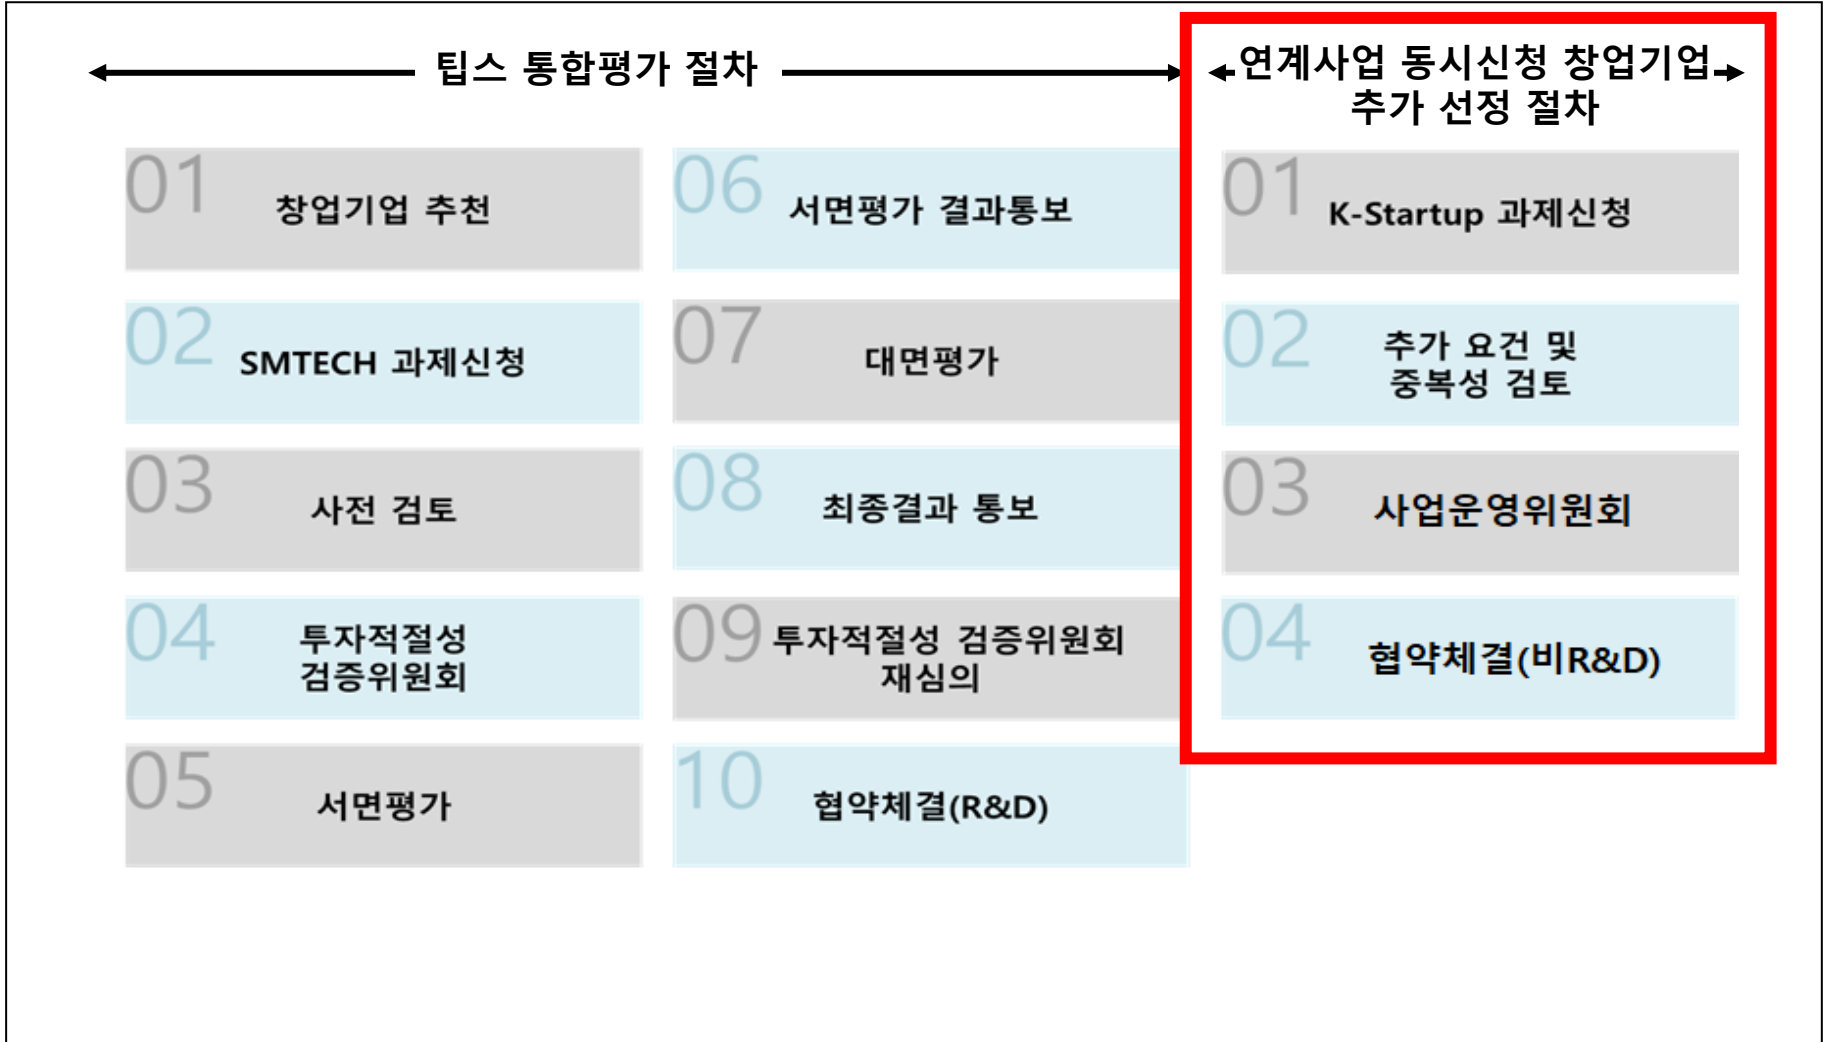 팁스 통합평가 절차
01
창업기업 추천
02
SMTECH 과제신청
03
사전 검토
04
투자적절성
검증위원회
05
서면평가
06
서면평가 결과통보
07
대면평가
08
최종결과 통보
09
투자적절성 검증위원회
재심의
10
협약체결(R&D)
연계사업 동시신청 창업기업
추가 선정 절차
01
K-Startup 과제신청
02
추가 요건 및
중복성 검토
03
사업운영위원회
04
협약체결(비R&D)